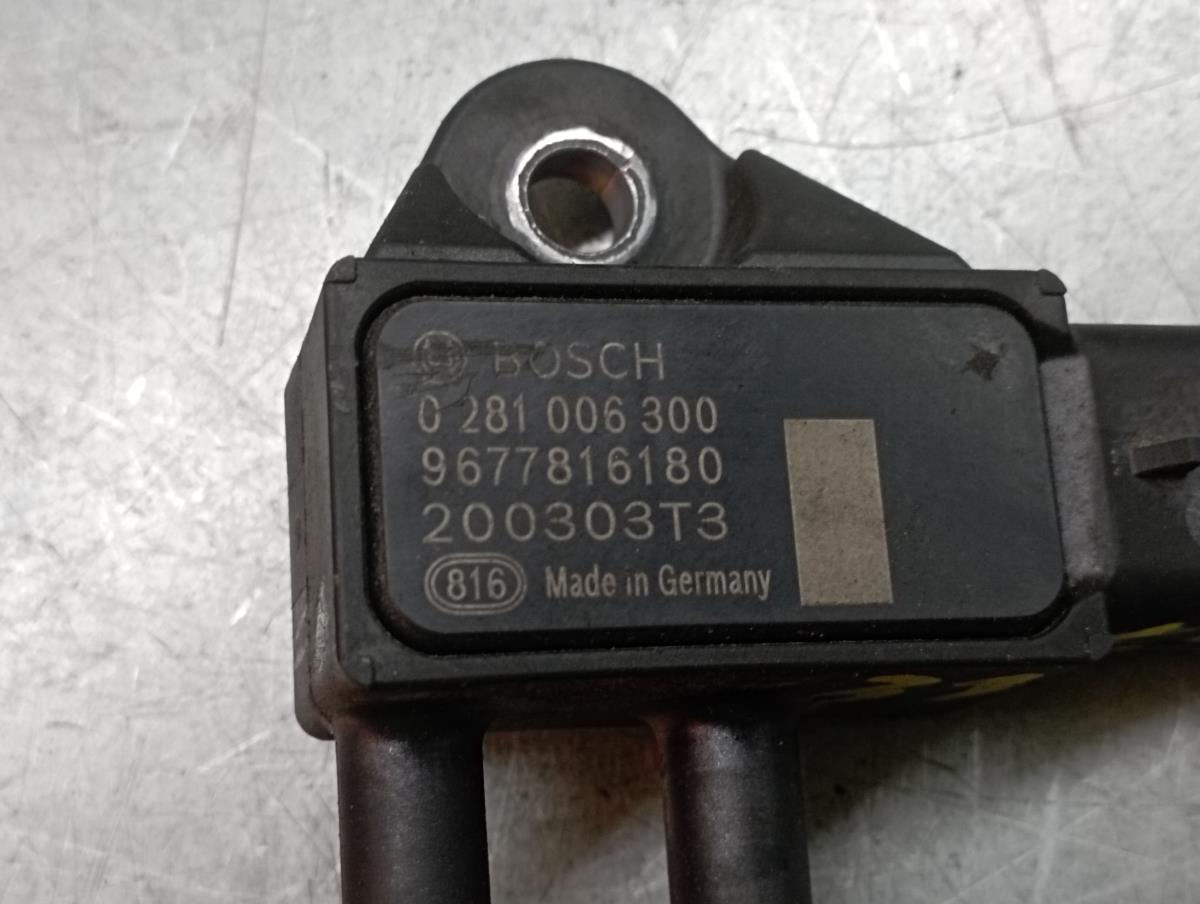 BOSCH
0 281 006 300
9677816180
200303T3
816 Made in Germany